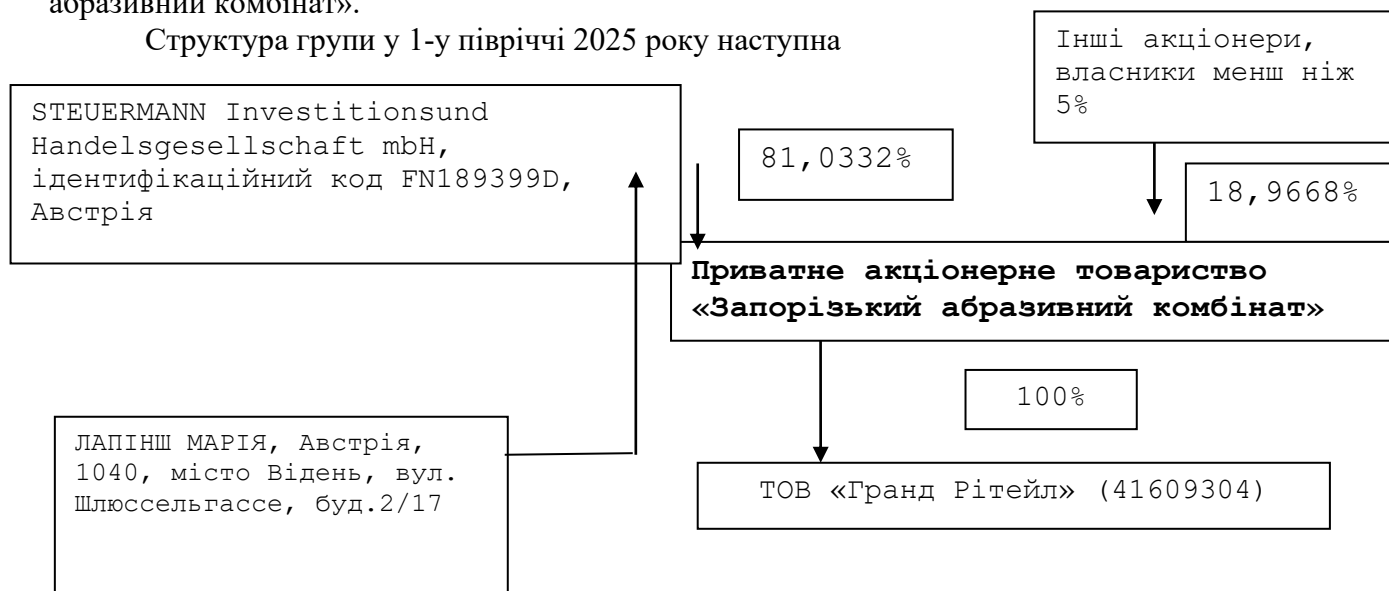 абразивний комбінат».
Структура групи у 1-у півріччі 2025 року наступна
Інші акціонери,
власники менш ніж
5%
STEUERMANN Investitionsund
Handelsgesellschaft mbH,
ідентифікаційний код FN189399D,
Австрія
81,0332%
18,9668%
Приватне акціонерне товариство
«Запорізький абразивний комбінат»
100%
ЛАПІНШ МАРІЯ, Австрія,
1040, місто Відень, вул.
Шлюссельгассе, буд.2/17
ТОВ «Гранд Рітейл» (41609304)